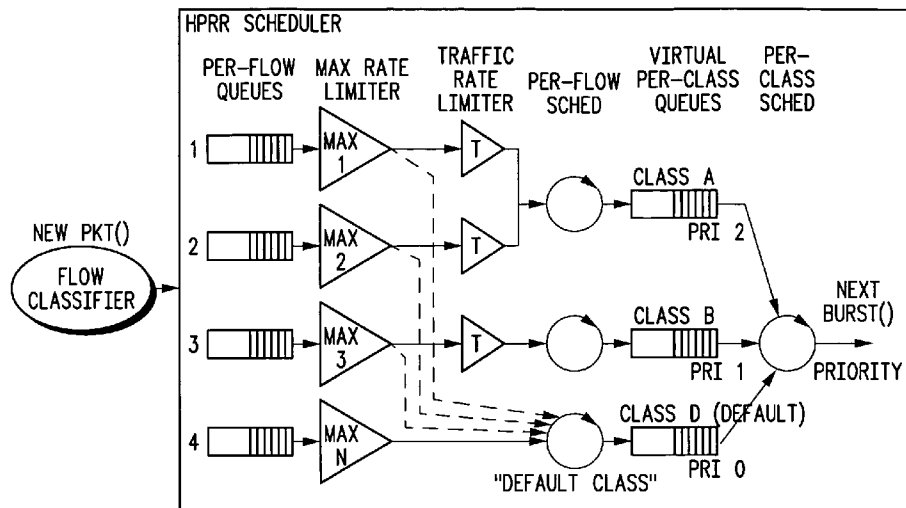 HPRR SCHEDULER
PER-FLOW
QUEUES
MAX RATE
LIMITER
TRAFFIC
RATE
LIMITER
PER-FLOW
SCHED
VIRTUAL
PER-CLASS
QUEUES
PER-
CLASS
SCHED
NEW PKT()
FLOW
CLASSIFIER
1
MAX
1
T
2
MAX
2
T
CLASS A
PRI 2
3
MAX
3
T
CLASS B
PRI 1
NEXT
BURST()
PRIORITY
4
MAX
N
"DEFAULT CLASS"
CLASS D (DEFAULT)
PRI 0